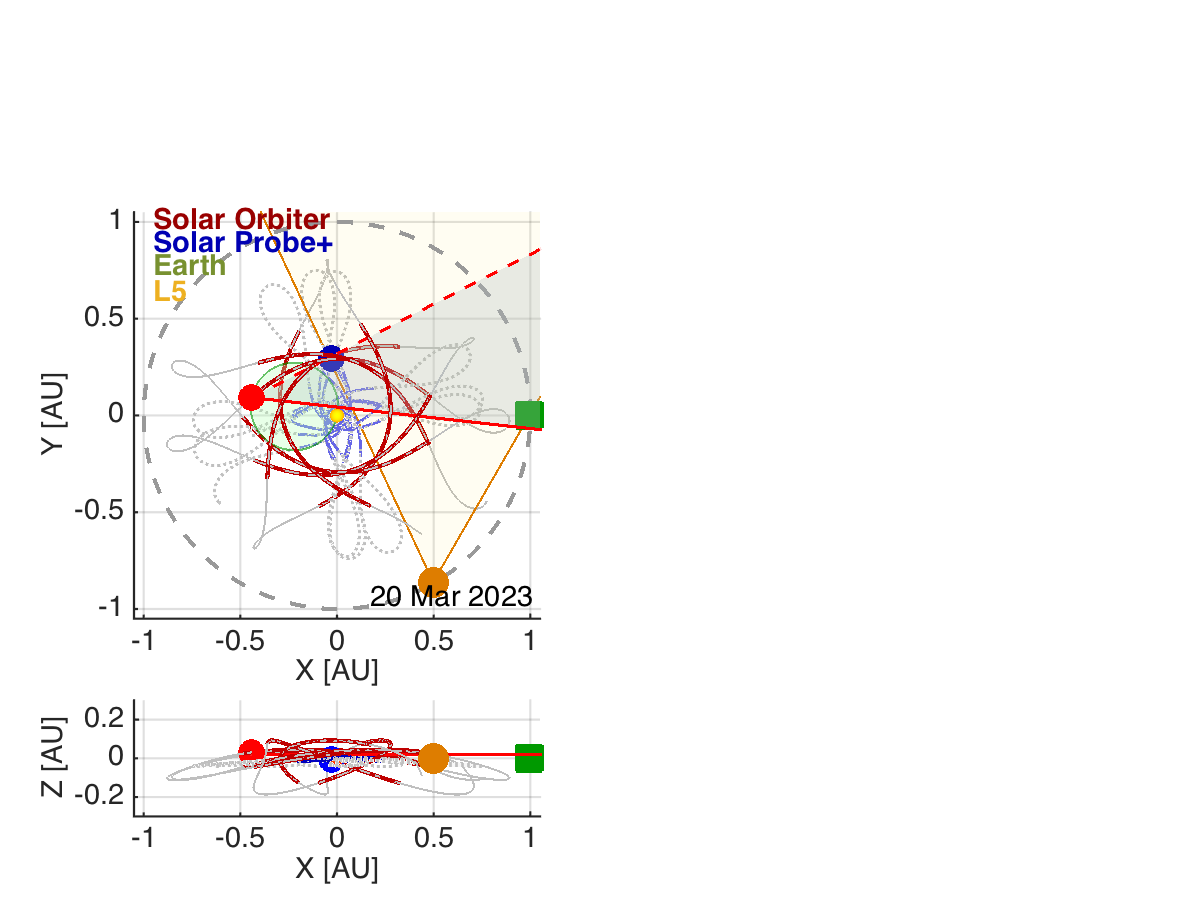 Solar Orbiter
Solar Probe+
Earth
L5
1
0.5
0
-0.5
-1
Y [AU]
20 Mar 2023
-1 -0.5 0 0.5 1
X [AU]
0.2
0
-0.2
Z [AU]
-1 -0.5 0 0.5 1
X [AU]